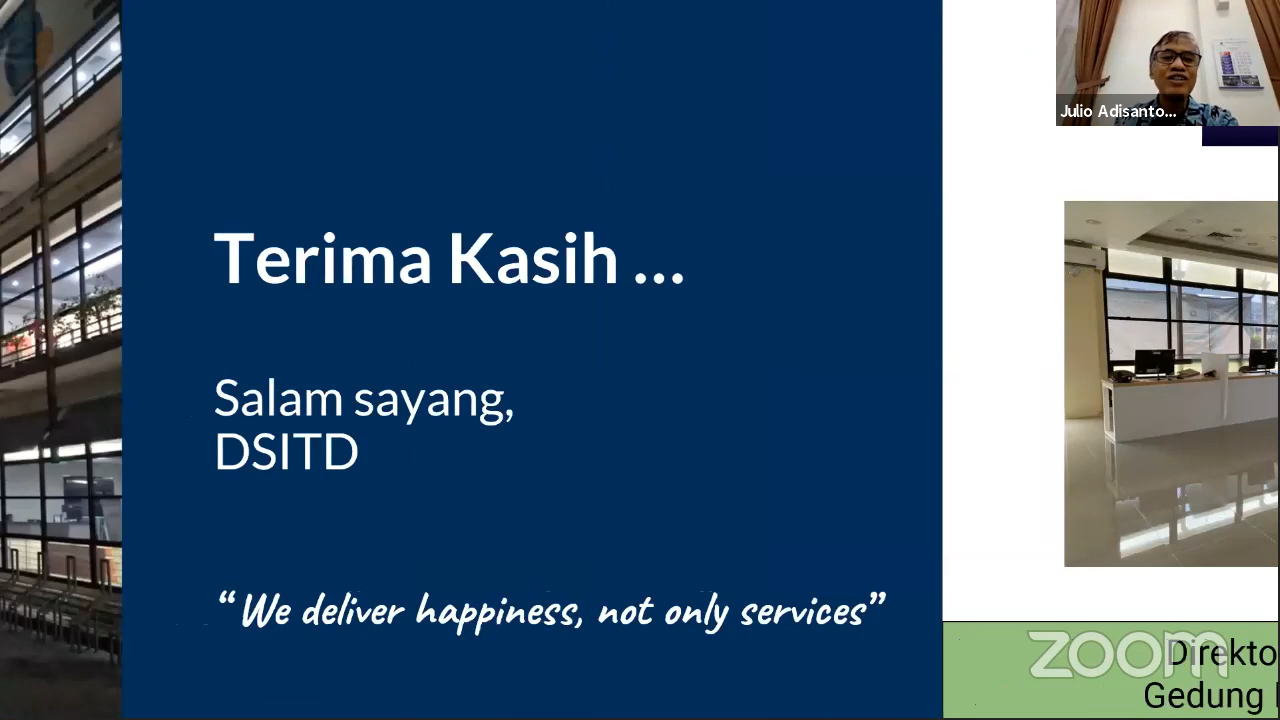 Julio Adisanto...
Terima Kasih ...
Salam sayang,
DSITD
“We deliver happiness, not only services”
zoom
Direkto
Gedung